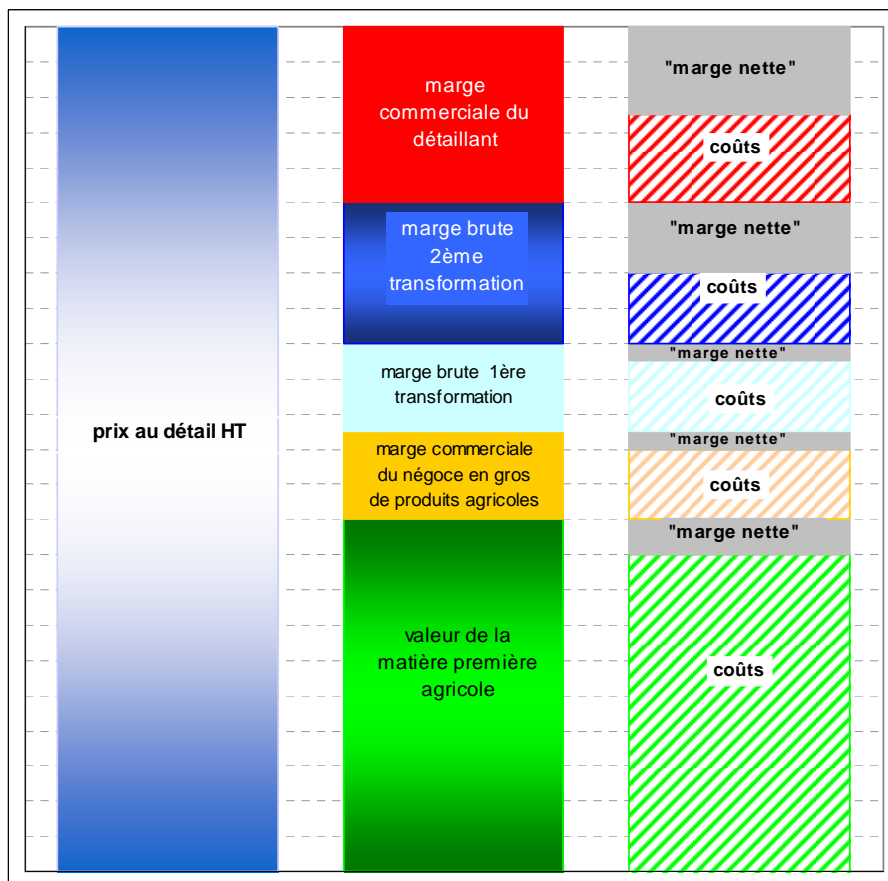 prix au détail HT
marge
commerciale du
détaillant
marge brute
2ème
transformation
marge brute 1ère
transformation
marge commerciale
du négoce en gros
de produits agricoles
valeur de la
matière première
agricole
"marge nette"
coûts
"marge nette"
coûts
"marge nette"
coûts
"marge nette"
coûts
"marge nette"
coûts